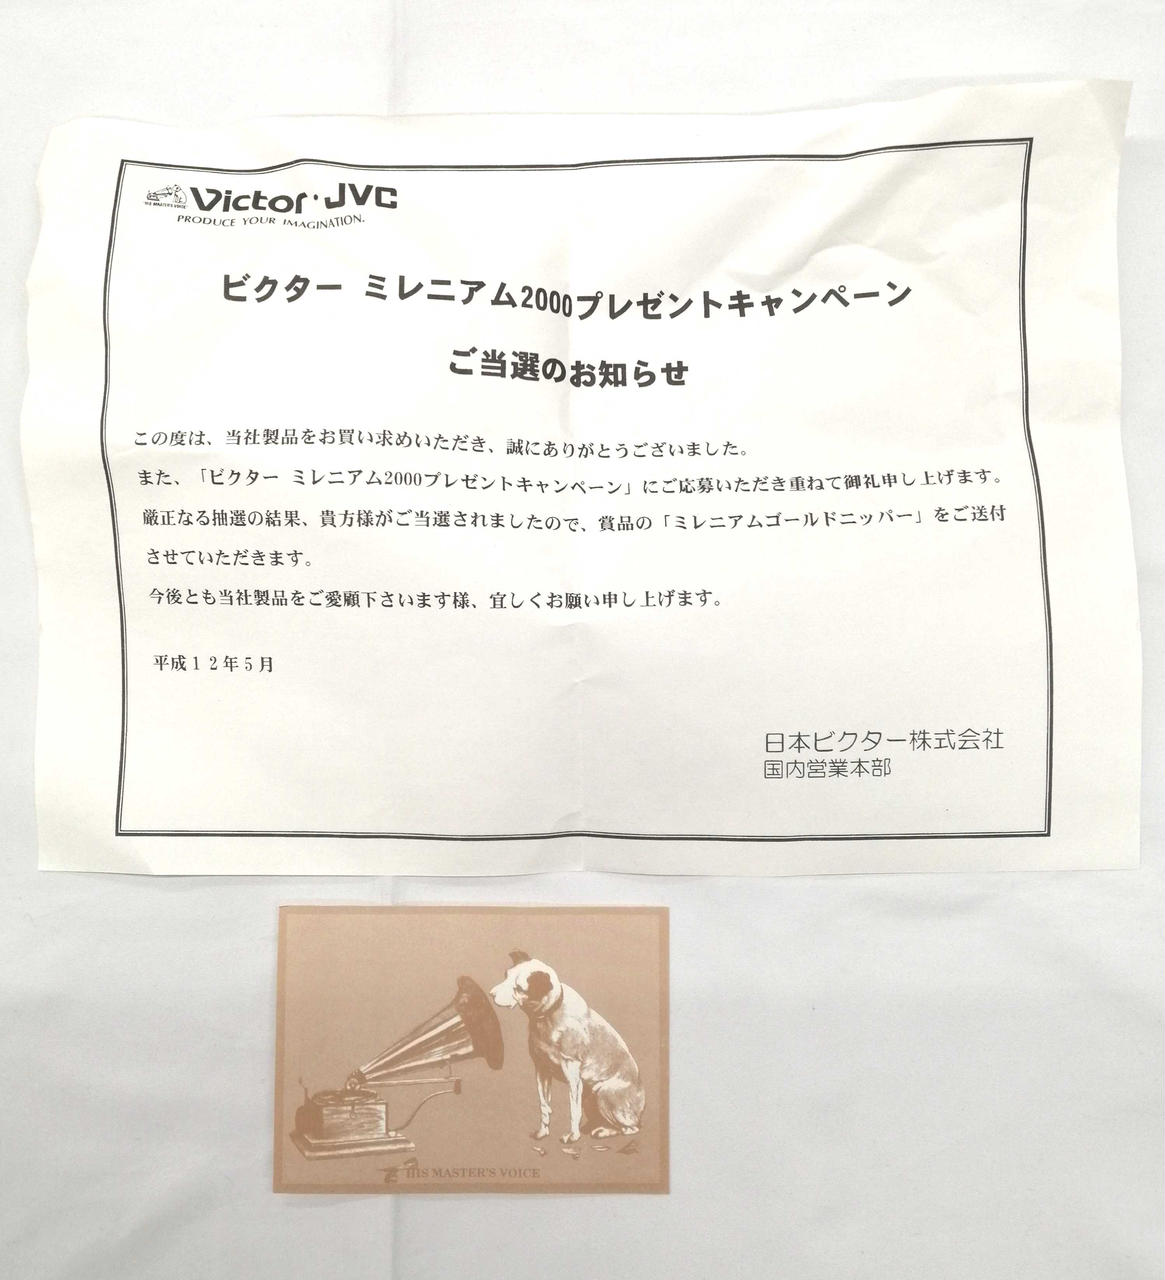 HIS MASTER'S VOICE
Victor・JVC
PRODUCE YOUR IMAGINATION.
ビクター ミレニアム2000プレゼントキャンペーン
ご当選のお知らせ
この度は、当社製品をお買い求めいただき、誠にありがとうございました。
また、「ビクター ミレニアム2000プレゼントキャンペーン」にご応募いただき重ねて御礼申し上げます。
厳正なる抽選の結果、貴方様がご当選されましたので、賞品の「ミレニアムゴールドニッパー」をご送付
させていただきます。
今後とも当社製品をご愛顧下さいます様、宜しくお願い申し上げます。
平成12年5月
日本ビクター株式会社
国内営業本部
HIS MASTER'S VOICE